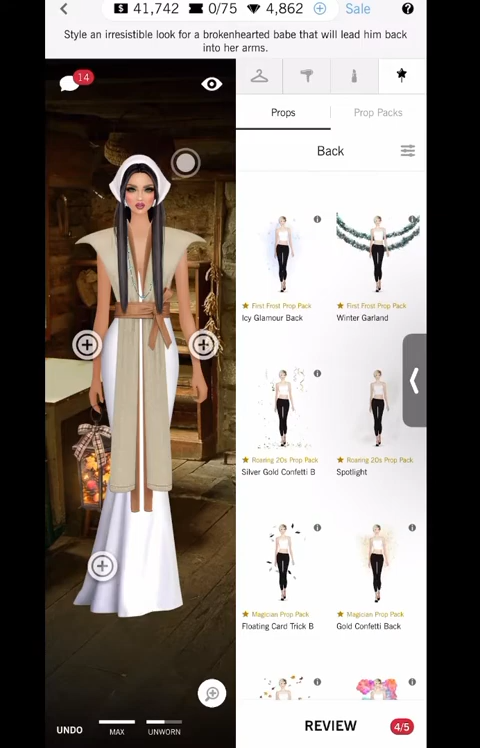 $ 41,742 0/75 4,862 Sale ?
Style an irresistible look for a brokenhearted babe that will lead him back
into her arms.
14
Props
Prop Packs
Back
First Frost Prop Pack
Icy Glamour Back
First Frost Prop Pack
Winter Garland
Roaring 20s Prop Pack
Silver Gold Confetti B
Roaring 20s Prop Pack
Spotlight
Magician Prop Pack
Floating Card Trick B
Magician Prop Pack
Gold Confetti Back
UNDO
MAX
UNWORN
REVIEW
4/5